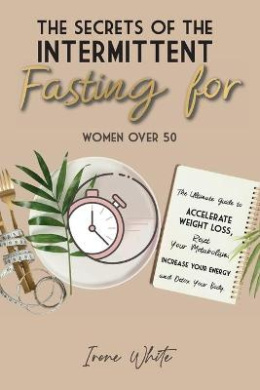 THE SECRETS OF THE
INTERMITTENT
Fasting for
WOMEN OVER 50
The Ultimate Guide to
ACCELERATE
WEIGHT LOSS,
Reset
Your Metabolism,
INCREASE YOUR ENERGY
and Detox Your Body
Irene White